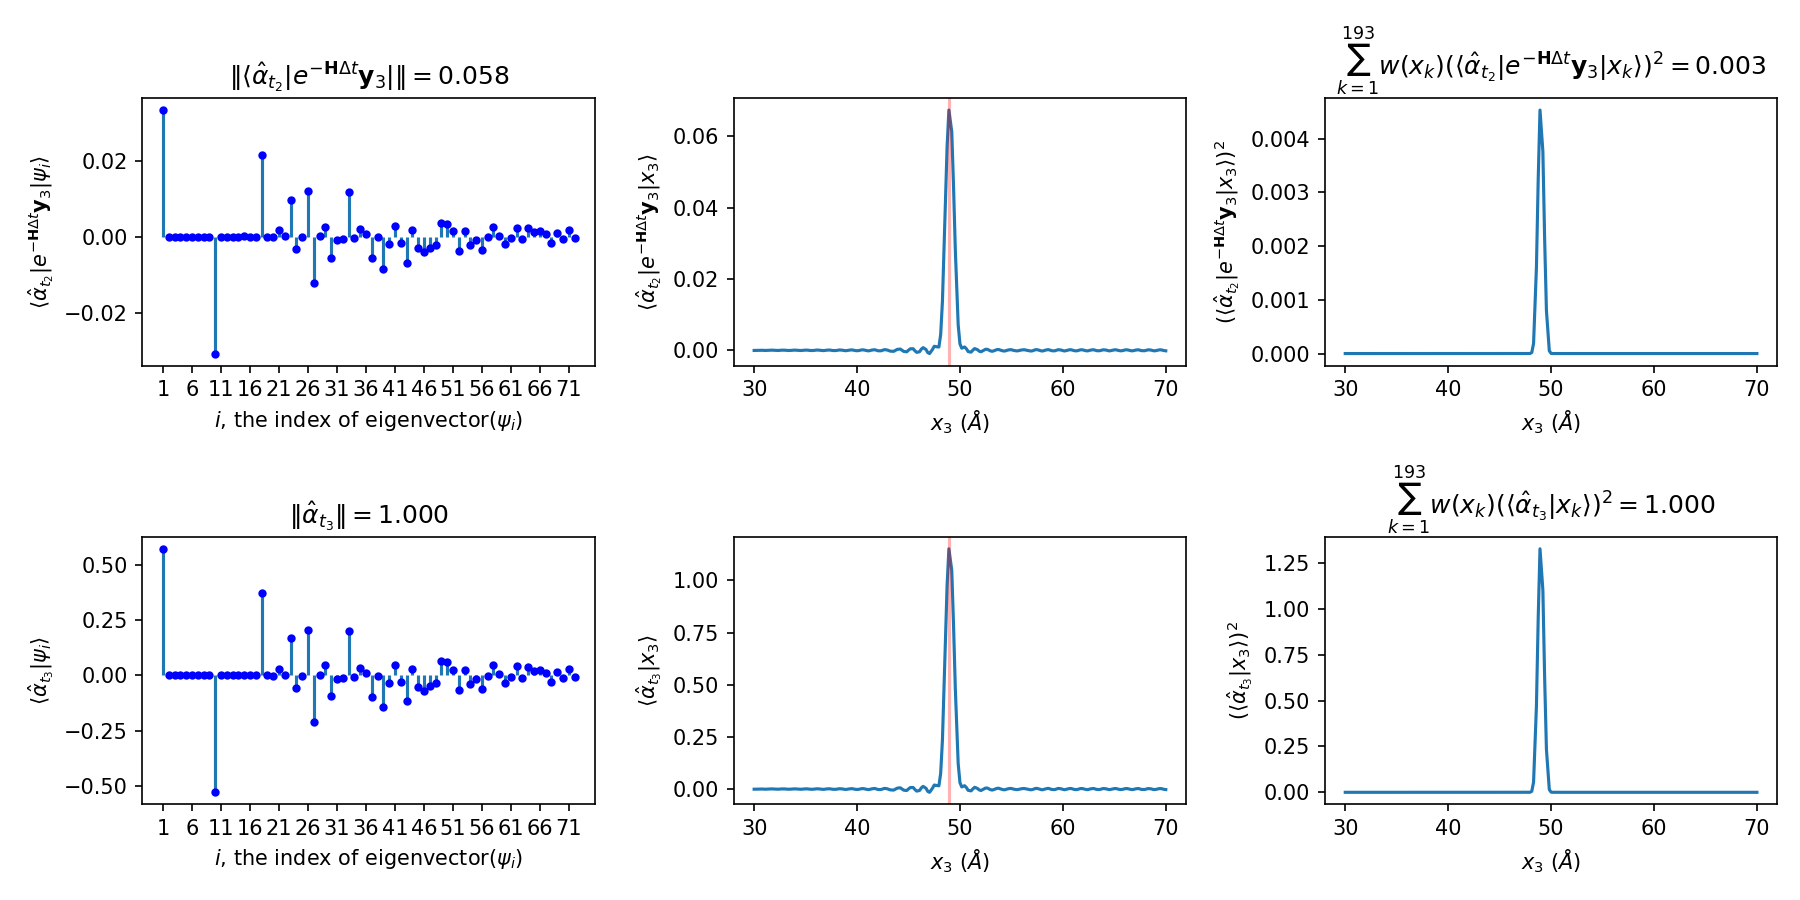 ‖⟨α̂ₜ₂|e^{−𝐇Δt}𝐲₃|‖ = 0.058
0.02
0.00
−0.02
⟨α̂ₜ₂|e^{−𝐇Δt}𝐲₃|ψᵢ⟩
1 6 11 16 21 26 31 36 41 46 51 56 61 66 71
i, the index of eigenvector(ψᵢ)
0.06
0.04
0.02
0.00
⟨α̂ₜ₂|e^{−𝐇Δt}𝐲₃|x₃⟩
30 40 50 60 70
x₃ (Å)
∑_{k=1}^{193} w(xₖ)(⟨α̂ₜ₂|e^{−𝐇Δt}𝐲₃|xₖ⟩)² = 0.003
0.004
0.003
0.002
0.001
0.000
(⟨α̂ₜ₂|e^{−𝐇Δt}𝐲₃|x₃⟩)²
30 40 50 60 70
x₃ (Å)
‖α̂ₜ₃‖ = 1.000
0.50
0.25
0.00
−0.25
−0.50
⟨α̂ₜ₃|ψᵢ⟩
1 6 11 16 21 26 31 36 41 46 51 56 61 66 71
i, the index of eigenvector(ψᵢ)
1.00
0.75
0.50
0.25
0.00
⟨α̂ₜ₃|x₃⟩
30 40 50 60 70
x₃ (Å)
∑_{k=1}^{193} w(xₖ)(⟨α̂ₜ₃|xₖ⟩)² = 1.000
1.25
1.00
0.75
0.50
0.25
0.00
(⟨α̂ₜ₃|x₃⟩)²
30 40 50 60 70
x₃ (Å)